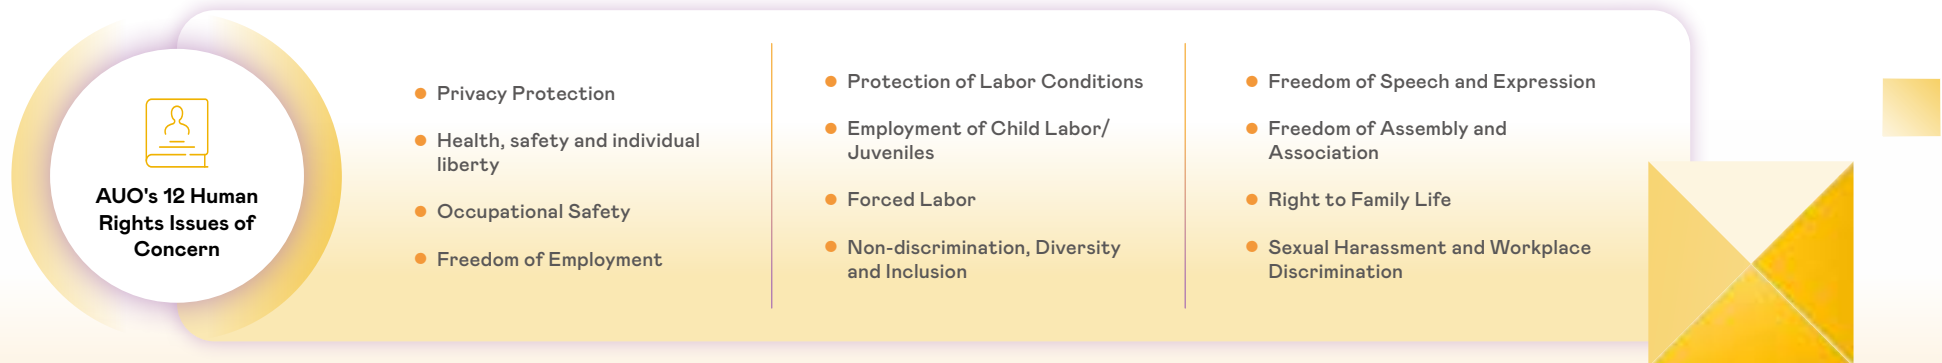 AUO's 12 Human
Rights Issues of
Concern
Privacy Protection
Health, safety and individual
liberty
Occupational Safety
Freedom of Employment
Protection of Labor Conditions
Employment of Child Labor/
Juveniles
Forced Labor
Non-discrimination, Diversity
and Inclusion
Freedom of Speech and Expression
Freedom of Assembly and
Association
Right to Family Life
Sexual Harassment and Workplace
Discrimination